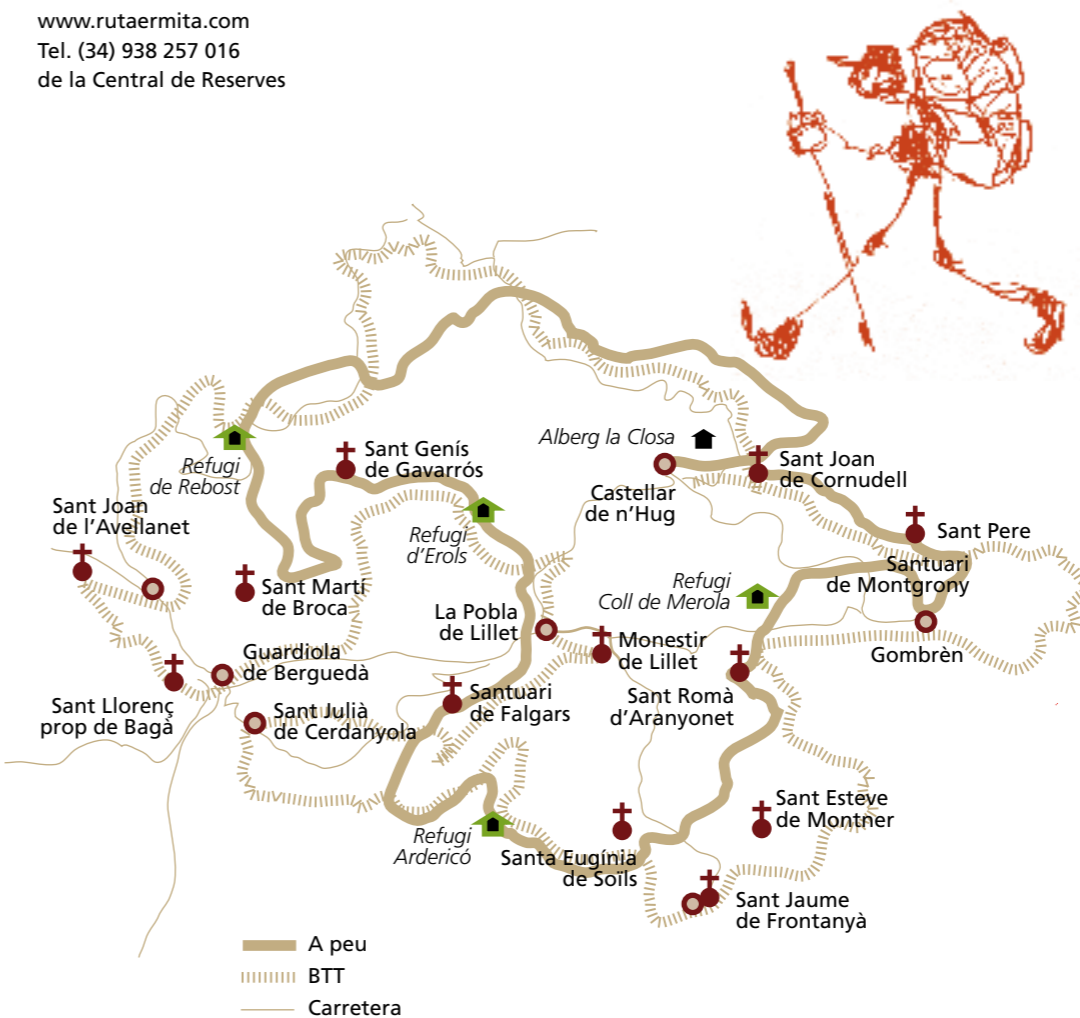 www.rutaermita.com
Tel. (34) 938 257 016
de la Central de Reserves
Alberg la Closa
Sant Genís
de Gavarrós
Refugi
de Rebost
Sant Joan
de Cornudell
Castellar
de n'Hug
Sant Joan
de l'Avellanet
Refugi
d'Erols
Sant Pere
Santuari
de Montgrony
Sant Martí
de Broca
Refugi
Coll de Merola
La Pobla
de Lillet
Monestir
de Lillet
Gombrèn
Guardiola
de Berguedà
Sant Romà
d'Aranyonet
Sant Llorenç
prop de Bagà
Santuari
de Falgars
Sant Julià
de Cerdanyola
Sant Esteve
de Montner
Refugi
Ardericó
Santa Eugínia
de Soïls
Sant Jaume
de Frontanyà
A peu
BTT
Carretera